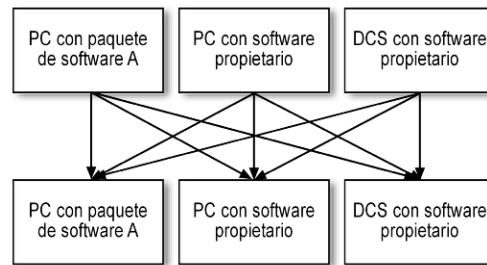 PC con paquete
de software A
PC con software
propietario
DCS con software
propietario
PC con paquete
de software A
PC con software
propietario
DCS con software
propietario